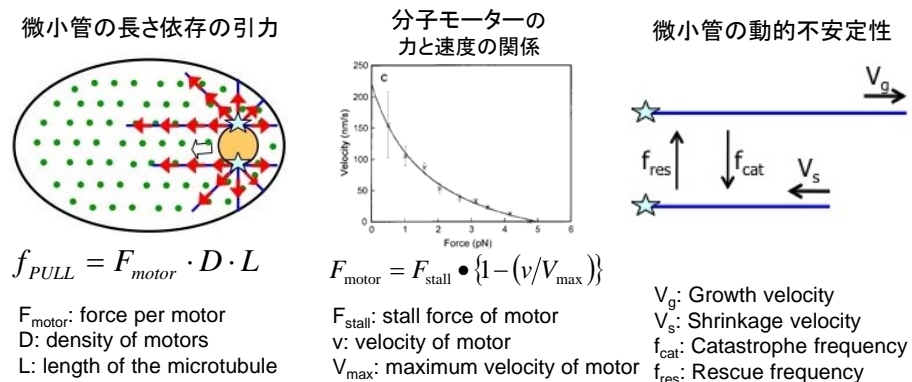 微小管の長さ依存の引力
f_PULL = F_motor · D · L
F_motor: force per motor
D: density of motors
L: length of the microtubule
分子モーターの
力と速度の関係
c
250
200
150
100
50
0
Velocity (nm/s)
0 1 2 3 4 5 6
Force (pN)
F_motor = F_stall • {1 − (v/V_max)}
F_stall: stall force of motor
v: velocity of motor
V_max: maximum velocity of motor
微小管の動的不安定性
V_g
f_res
f_cat
V_s
V_g: Growth velocity
V_s: Shrinkage velocity
f_cat: Catastrophe frequency
f_res: Rescue frequency